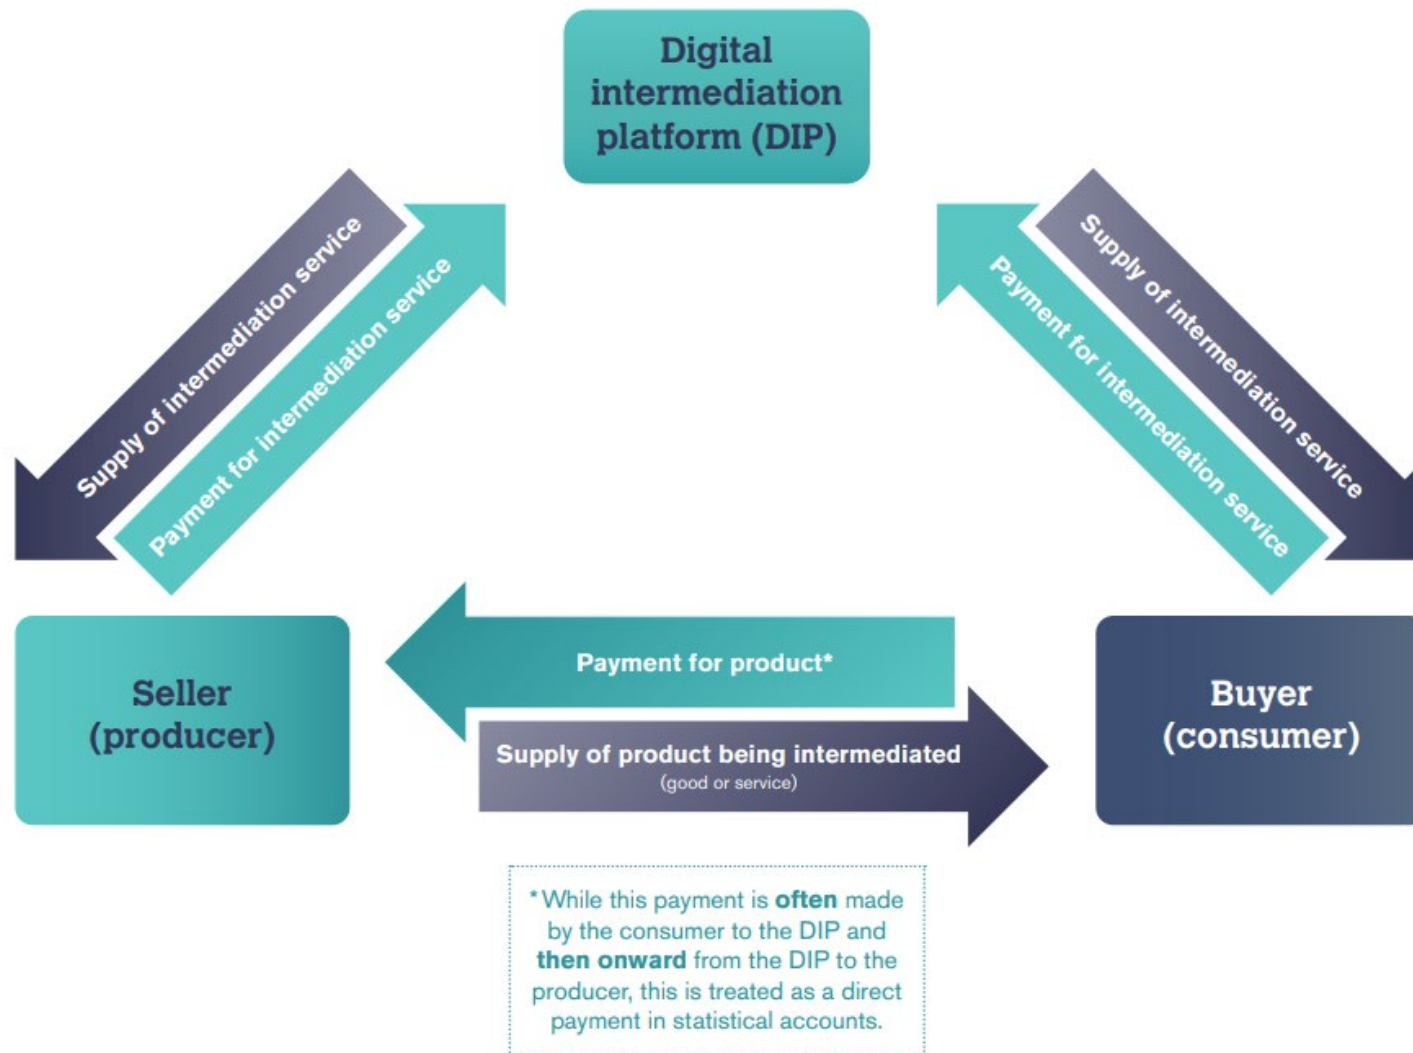 Digital
intermediation
platform (DIP)
Supply of intermediation service
Payment for intermediation service
Payment for intermediation service
Supply of intermediation service
Seller
(producer)
Payment for product*
Supply of product being intermediated
(good or service)
Buyer
(consumer)
* While this payment is often made
by the consumer to the DIP and
then onward from the DIP to the
producer, this is treated as a direct
payment in statistical accounts.